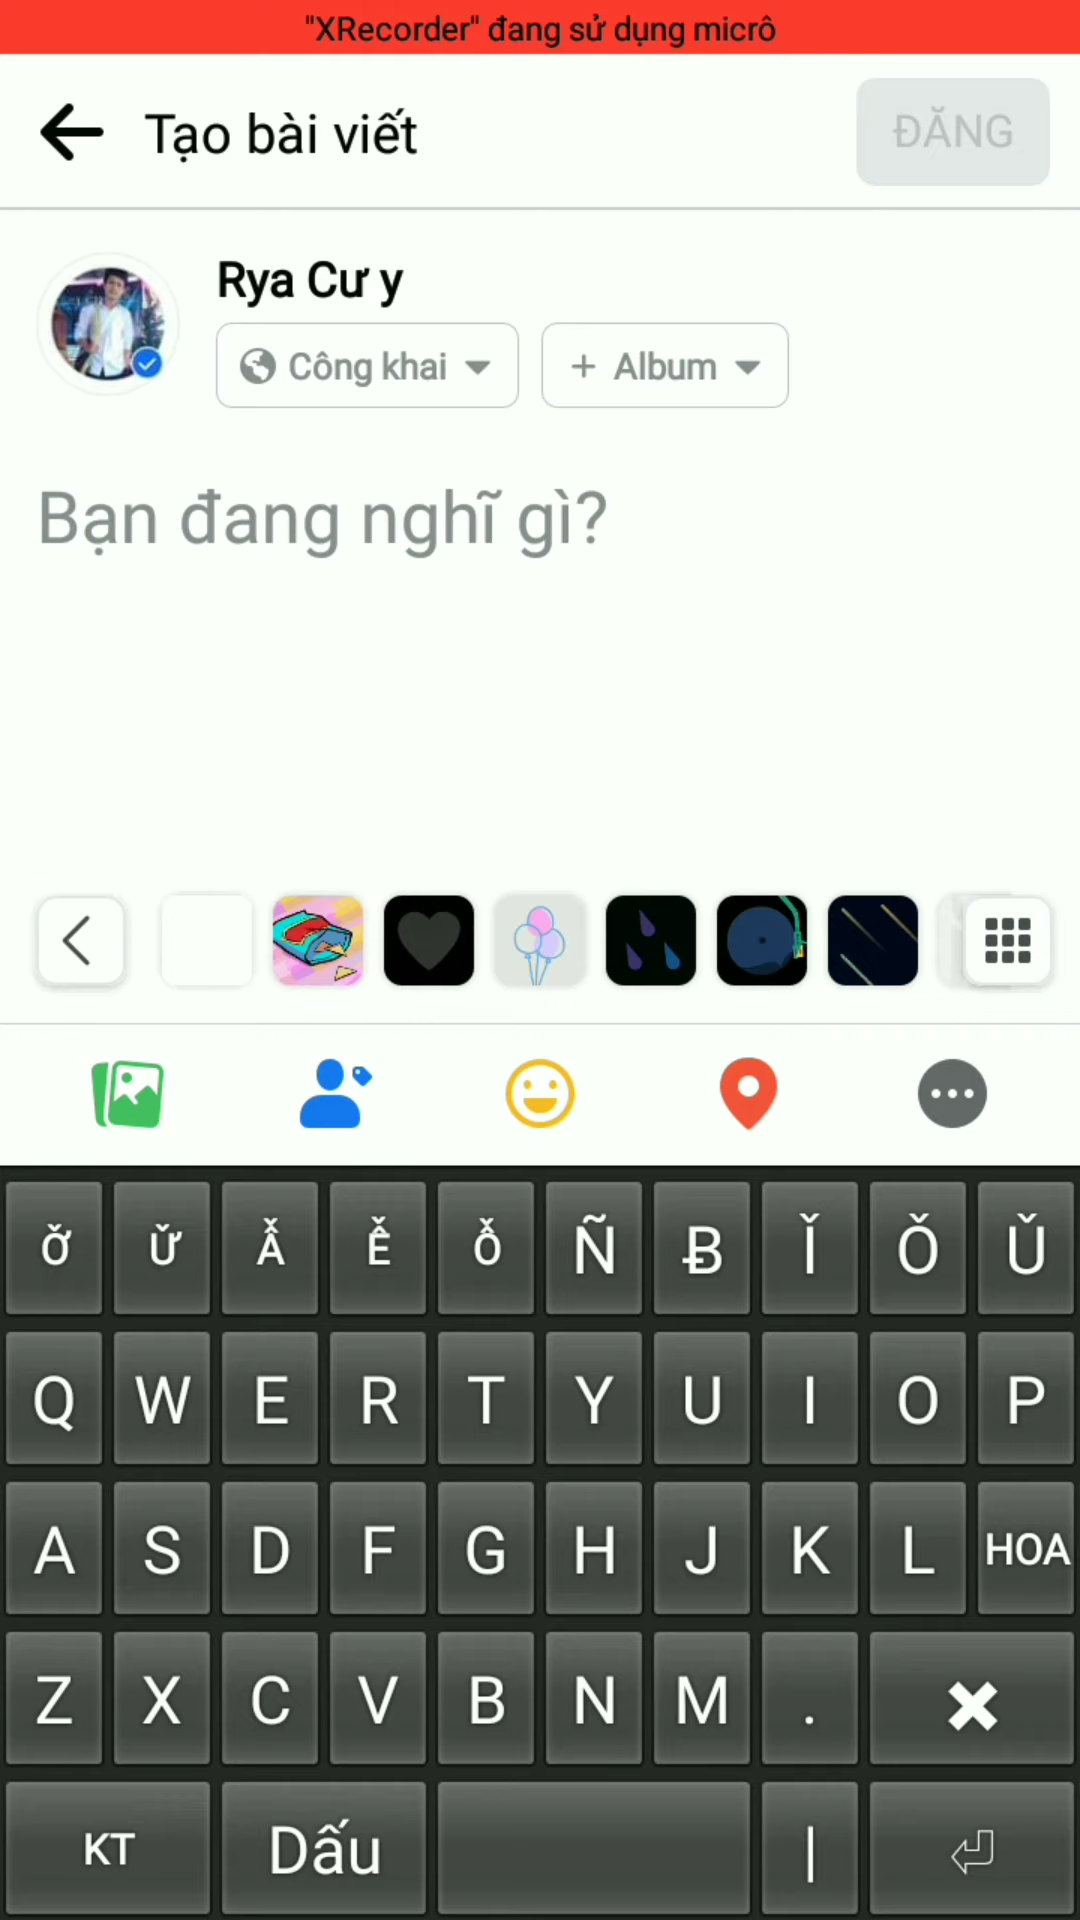 "XRecorder" đang sử dụng micrô
Tạo bài viết
ĐĂNG
Rya Cư y
Công khai
+ Album
Bạn đang nghĩ gì?
Ñ Ƀ Ǐ Ǒ Ǔ
Q W E R T Y U I O P
A S D F G H J K L HOA
Z X C V B N M .
KT Dấu |